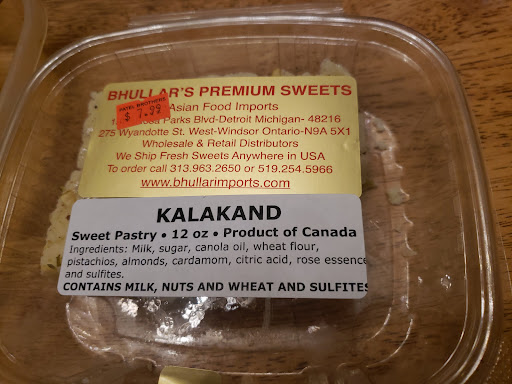 BHULLAR'S PREMIUM SWEETS
PATEL BROTHERS
$ 7.99
Asian Food Imports
Parks Blvd-Detroit Michigan- 48216
275 Wyandotte St. West-Windsor Ontario-N9A 5X1
Wholesale & Retail Distributors
We Ship Fresh Sweets Anywhere in USA
To order call 313.963.2650 or 519.254.5966
www.bhullarimports.com
KALAKAND
Sweet Pastry • 12 oz • Product of Canada
Ingredients: Milk, sugar, canola oil, wheat flour,
pistachios, almonds, cardamom, citric acid, rose essence
and sulfites.
CONTAINS MILK, NUTS AND WHEAT AND SULFITES